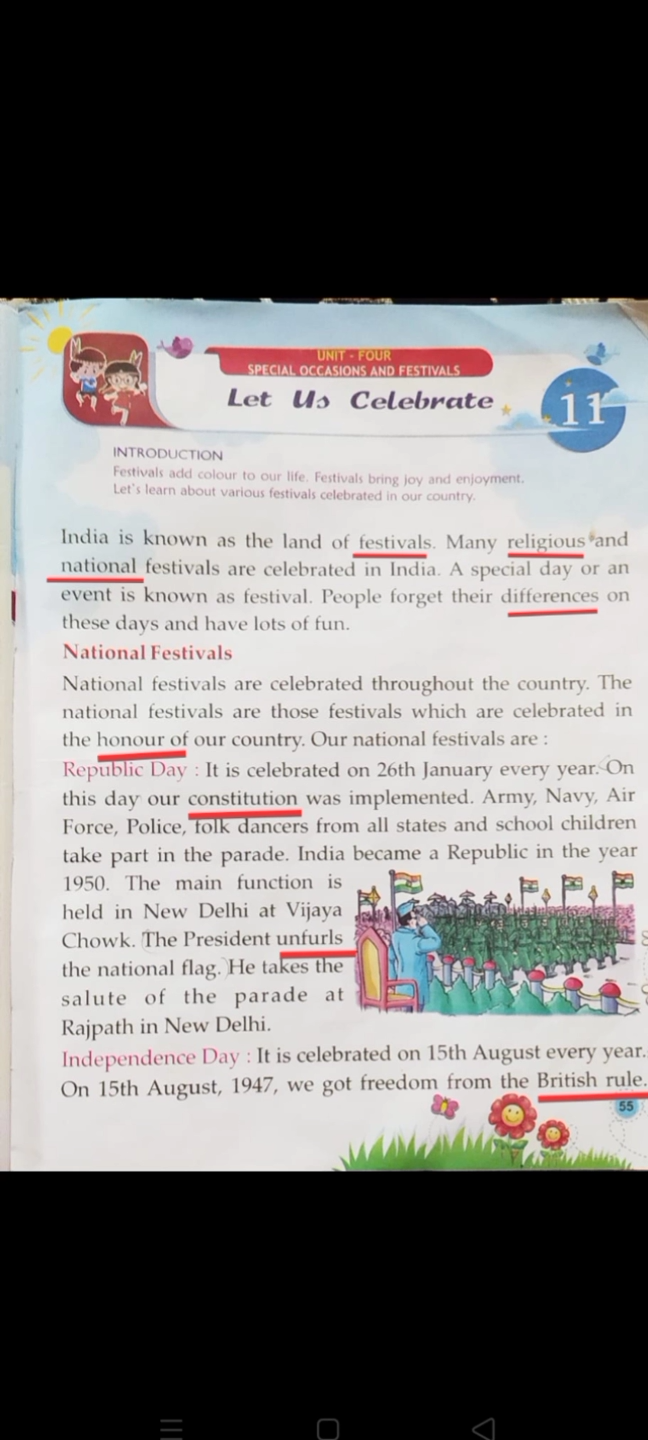 UNIT - FOUR
SPECIAL OCCASIONS AND FESTIVALS
Let Us Celebrate
11
INTRODUCTION
Festivals add colour to our life. Festivals bring joy and enjoyment.
Let's learn about various festivals celebrated in our country.
India is known as the land of festivals. Many religious and
national festivals are celebrated in India. A special day or an
event is known as festival. People forget their differences on
these days and have lots of fun.
National Festivals
National festivals are celebrated throughout the country. The
national festivals are those festivals which are celebrated in
the honour of our country. Our national festivals are :
Republic Day : It is celebrated on 26th January every year. On
this day our constitution was implemented. Army, Navy, Air
Force, Police, folk dancers from all states and school children
take part in the parade. India became a Republic in the year
1950. The main function is
held in New Delhi at Vijaya
Chowk. The President unfurls
the national flag. He takes the
salute of the parade at
Rajpath in New Delhi.
Independence Day : It is celebrated on 15th August every year.
On 15th August, 1947, we got freedom from the British rule.
55